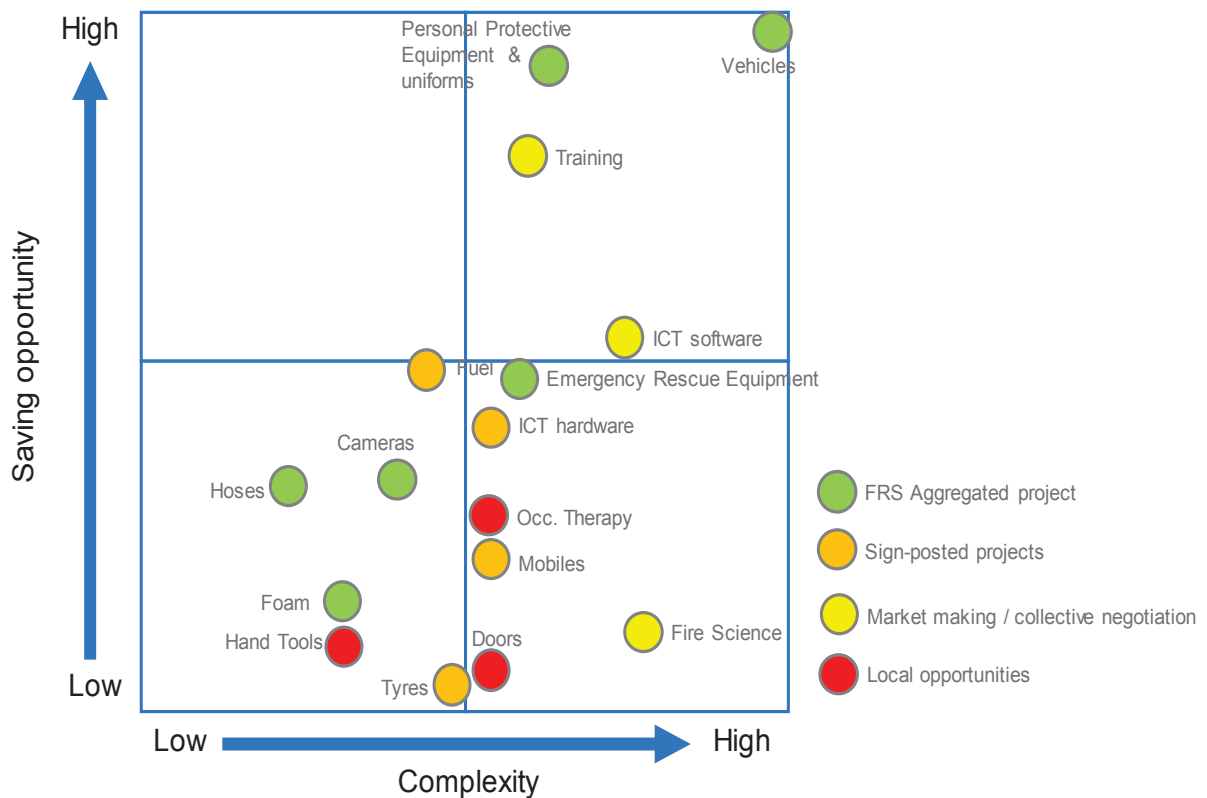 High
Personal Protective
Equipment &
uniforms
Vehicles
Training
ICT software
Saving opportunity
Fuel
Emergency Rescue Equipment
ICT hardware
Cameras
Hoses
FRS Aggregated project
Occ. Therapy
Sign-posted projects
Mobiles
Foam
Market making / collective negotiation
Hand Tools
Doors
Fire Science
Tyres
Local opportunities
Low
Low
High
Complexity